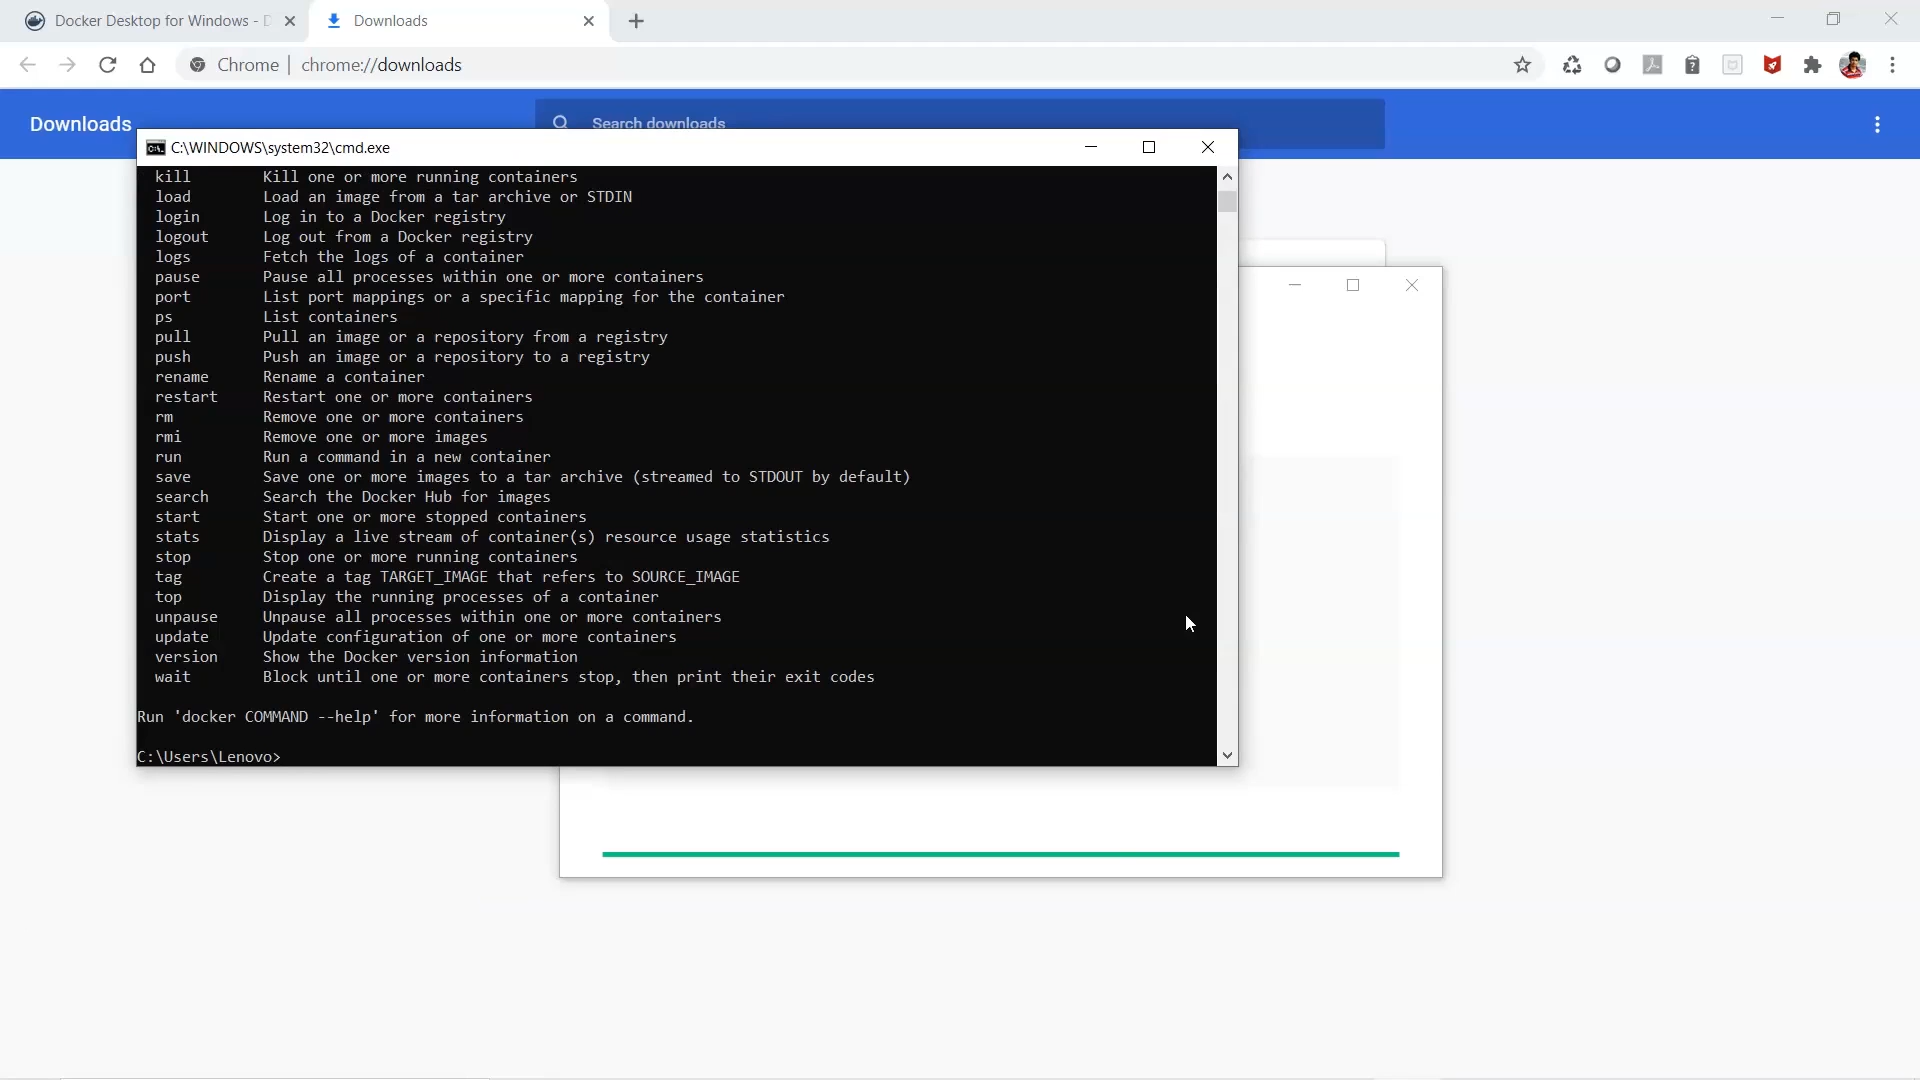 Docker Desktop for Windows - D
Downloads
Chrome | chrome://downloads
Downloads
Search downloads
C:\WINDOWS\system32\cmd.exe
kill Kill one or more running containers
load Load an image from a tar archive or STDIN
login Log in to a Docker registry
logout Log out from a Docker registry
logs Fetch the logs of a container
pause Pause all processes within one or more containers
port List port mappings or a specific mapping for the container
ps List containers
pull Pull an image or a repository from a registry
push Push an image or a repository to a registry
rename Rename a container
restart Restart one or more containers
rm Remove one or more containers
rmi Remove one or more images
run Run a command in a new container
save Save one or more images to a tar archive (streamed to STDOUT by default)
search Search the Docker Hub for images
start Start one or more stopped containers
stats Display a live stream of container(s) resource usage statistics
stop Stop one or more running containers
tag Create a tag TARGET_IMAGE that refers to SOURCE_IMAGE
top Display the running processes of a container
unpause Unpause all processes within one or more containers
update Update configuration of one or more containers
version Show the Docker version information
wait Block until one or more containers stop, then print their exit codes
Run 'docker COMMAND --help' for more information on a command.
C:\Users\Lenovo>